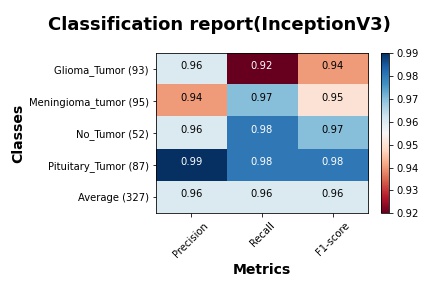 Classification report(InceptionV3)
Classes
Glioma_Tumor (93) 0.96 0.92 0.94
Meningioma_tumor (95) 0.94 0.97 0.95
No_Tumor (52) 0.96 0.98 0.97
Pituitary_Tumor (87) 0.99 0.98 0.98
Average (327) 0.96 0.96 0.96
Precision Recall F1-score
Metrics
0.99
0.98
0.97
0.96
0.95
0.94
0.93
0.92